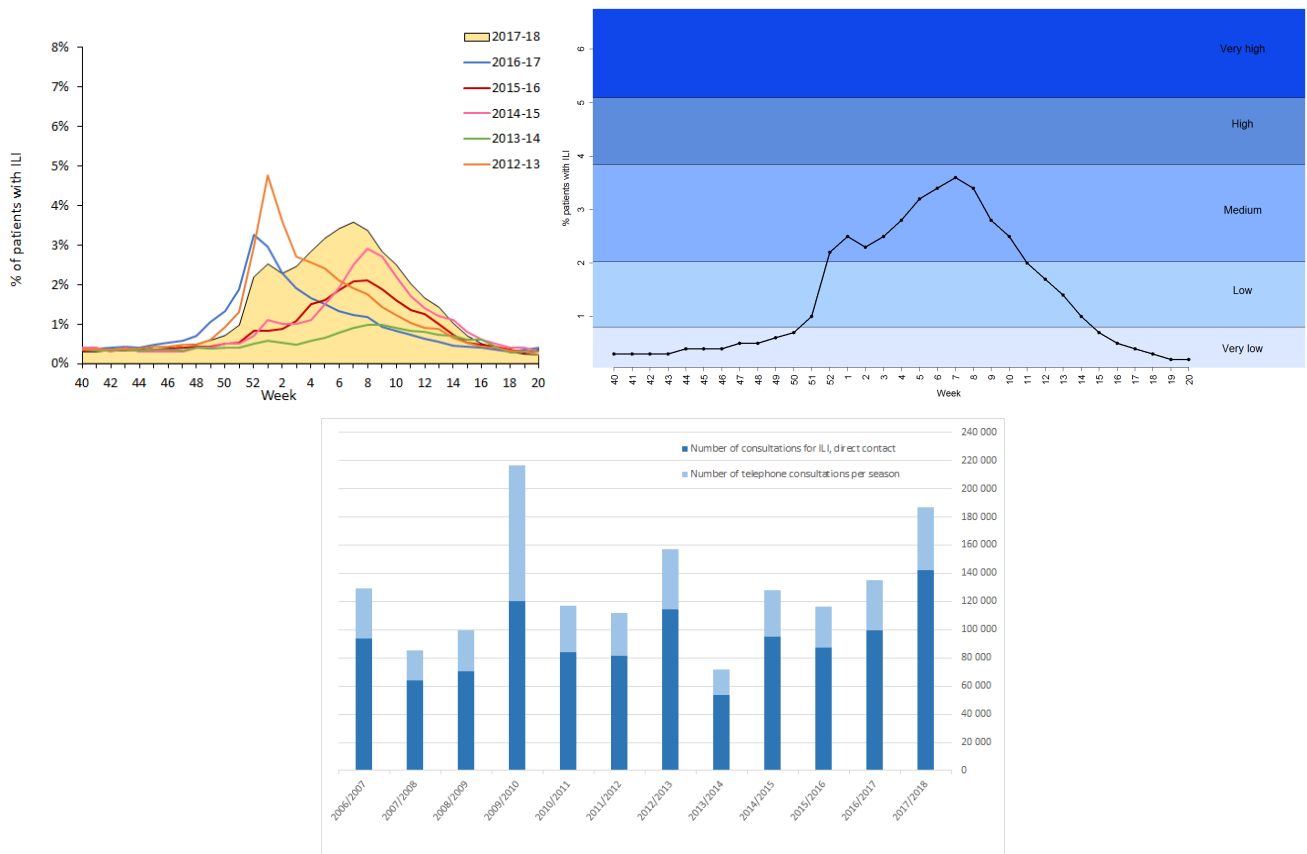 2017-18
2016-17
2015-16
2014-15
2013-14
2012-13
8%
7%
6%
5%
4%
3%
2%
1%
0%
% of patients with ILI
40 42 44 46 48 50 52 2 4 6 8 10 12 14 16 18 20
Week
Very high
High
Medium
Low
Very low
6
5
4
3
2
1
% patients with ILI
40 41 42 43 44 45 46 47 48 49 50 51 52 1 2 3 4 5 6 7 8 9 10 11 12 13 14 15 16 17 18 19 20
Week
Number of consultations for ILI, direct contact
Number of telephone consultations per season
240 000
220 000
200 000
180 000
160 000
140 000
120 000
100 000
80 000
60 000
40 000
20 000
0
2006/2007 2007/2008 2008/2009 2009/2010 2010/2011 2011/2012 2012/2013 2013/2014 2014/2015 2015/2016 2016/2017 2017/2018